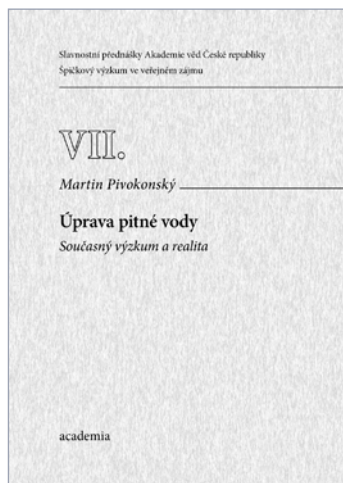 Slavnostní přednášky Akademie věd České republiky
Špičkový výzkum ve veřejném zájmu
VII.
Martin Pivokonský
Úprava pitné vody
Současný výzkum a realita
academia